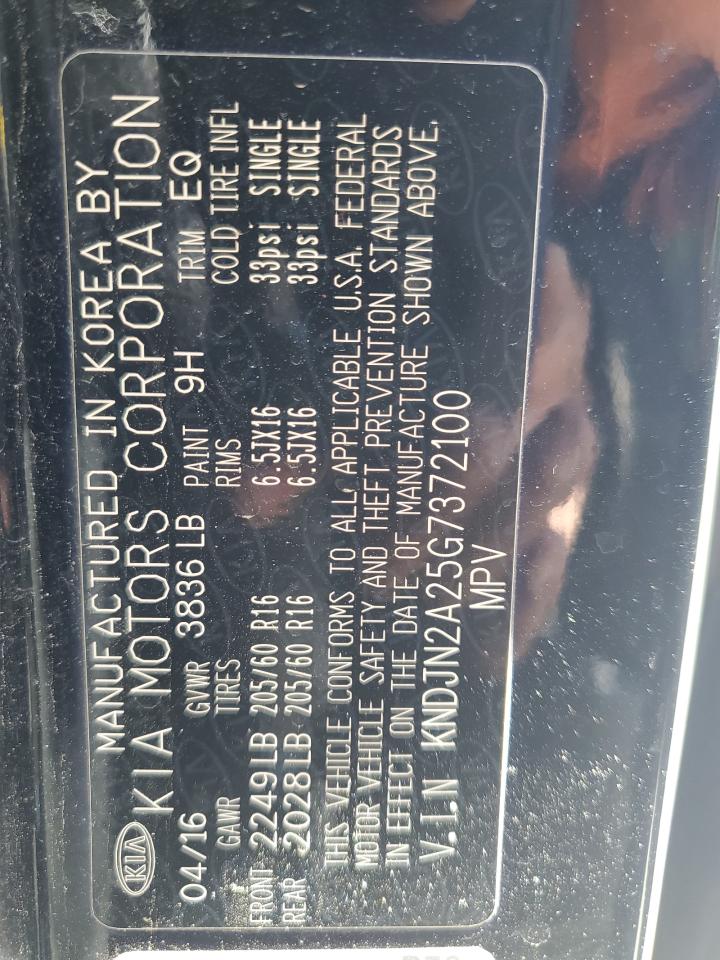 MANUFACTURED IN KOREA BY
KIA KIA MOTORS CORPORATION
04/16 GVWR 3836 LB PAINT 9H TRIM EQ
GAWR TIRES RIMS COLD TIRE INFL
FRONT 2249LB 205/60 R16 6.5JX16 33psi SINGLE
REAR 2028LB 205/60 R16 6.5JX16 33psi SINGLE
THIS VEHICLE CONFORMS TO ALL APPLICABLE U.S.A. FEDERAL
MOTOR VEHICLE SAFETY AND THEFT PREVENTION STANDARDS
IN EFFECT ON THE DATE OF MANUFACTURE SHOWN ABOVE.
V.I.N KNDJN2A25G7372100
MPV